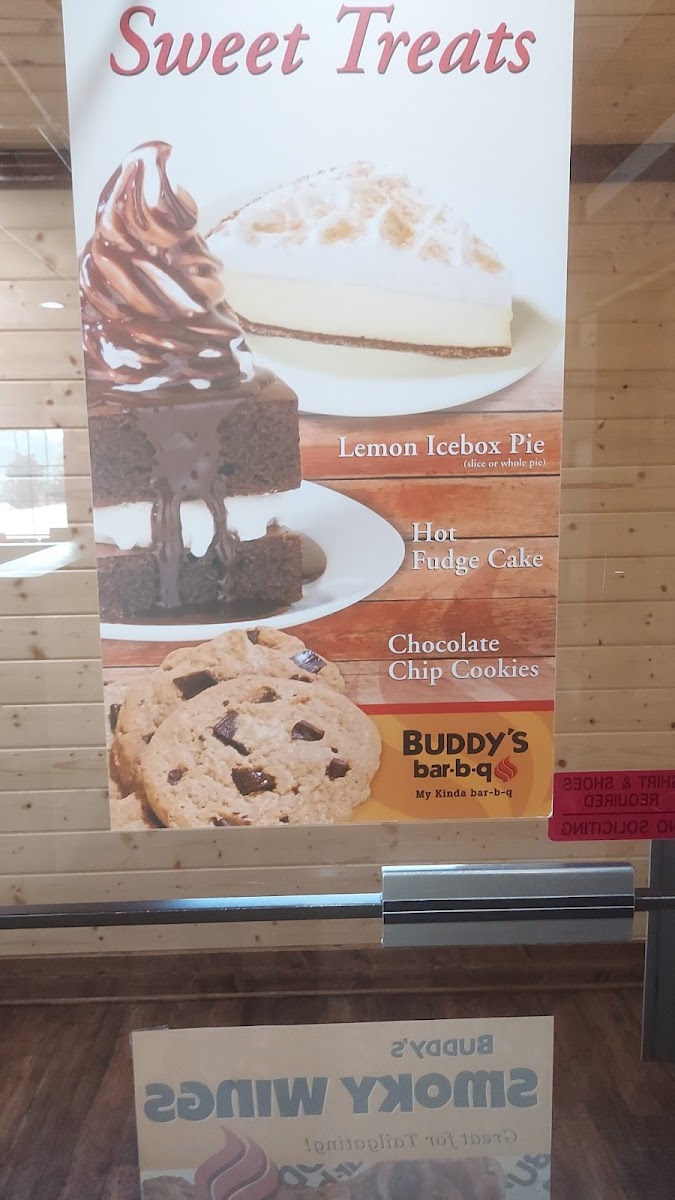 Sweet Treats
Lemon Icebox Pie
(slice or whole pie)
Hot
Fudge Cake
Chocolate
Chip Cookies
BUDDY'S
bar-b-q
My Kinda bar-b-q
SHIRT & SHOES
REQUIRED
NO SOLICITING
BUDDY'S
SMOKY WINGS
Great for Tailgating!